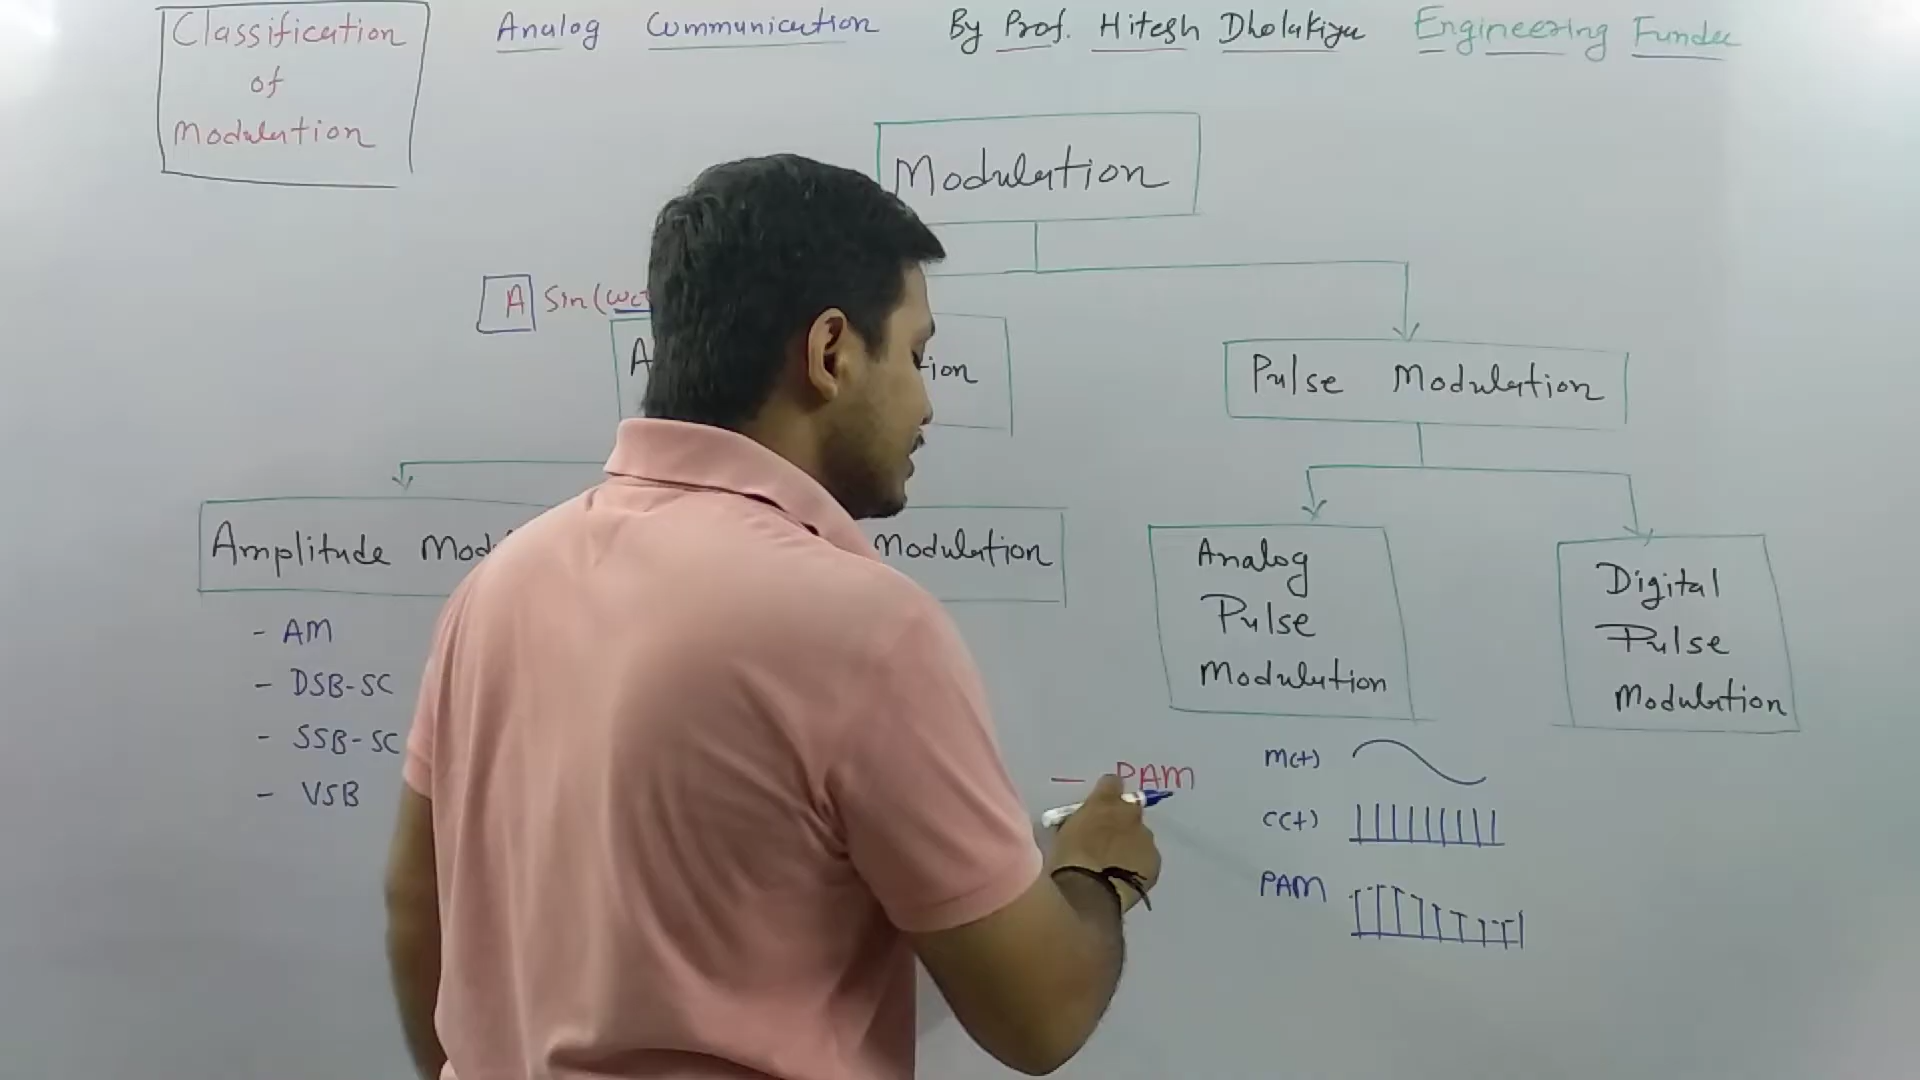 Classification
of
Modulation
Analog Communication By Prof. Hitesh Dholakiya Engineering Funda
Modulation
A Sin(wct
Pulse Modulation
Amplitude Modulation
- AM
- DSB-SC
- SSB-SC
- VSB
Analog
Pulse
Modulation
Digital
Pulse
Modulation
— PAM
m(t)
c(t)
PAM